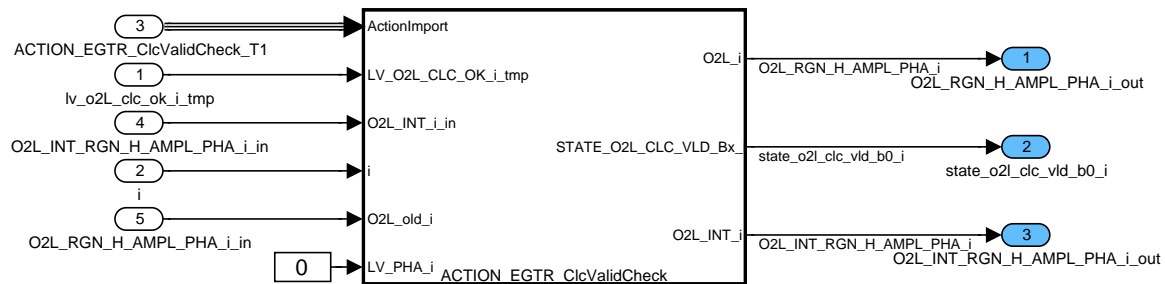 3
ACTION_EGTR_ClcValidCheck_T1
1
lv_o2L_clc_ok_i_tmp
4
O2L_INT_RGN_H_AMPL_PHA_i_in
2
i
5
O2L_RGN_H_AMPL_PHA_i_in
0
ActionImport
LV_O2L_CLC_OK_i_tmp
O2L_INT_i_in
i
O2L_old_i
LV_PHA_i
O2L_i
STATE_O2L_CLC_VLD_Bx_
O2L_INT_i
ACTION_EGTR_ClcValidCheck
O2L_RGN_H_AMPL_PHA_i
1
O2L_RGN_H_AMPL_PHA_i_out
state_o2l_clc_vld_b0_i
2
state_o2l_clc_vld_b0_i
O2L_INT_RGN_H_AMPL_PHA_i
3
O2L_INT_RGN_H_AMPL_PHA_i_out